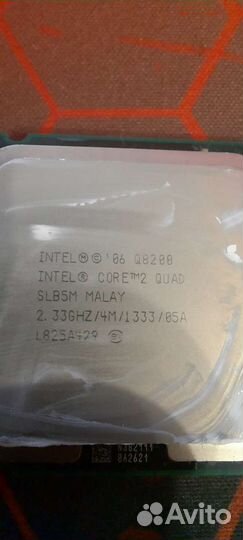 INTEL Ⓜ © '06 Q8200
INTEL® CORE™2 QUAD
SLB5M MALAY
2.33GHZ/4M/1333/05A
L825A429 ⓔ
Avito